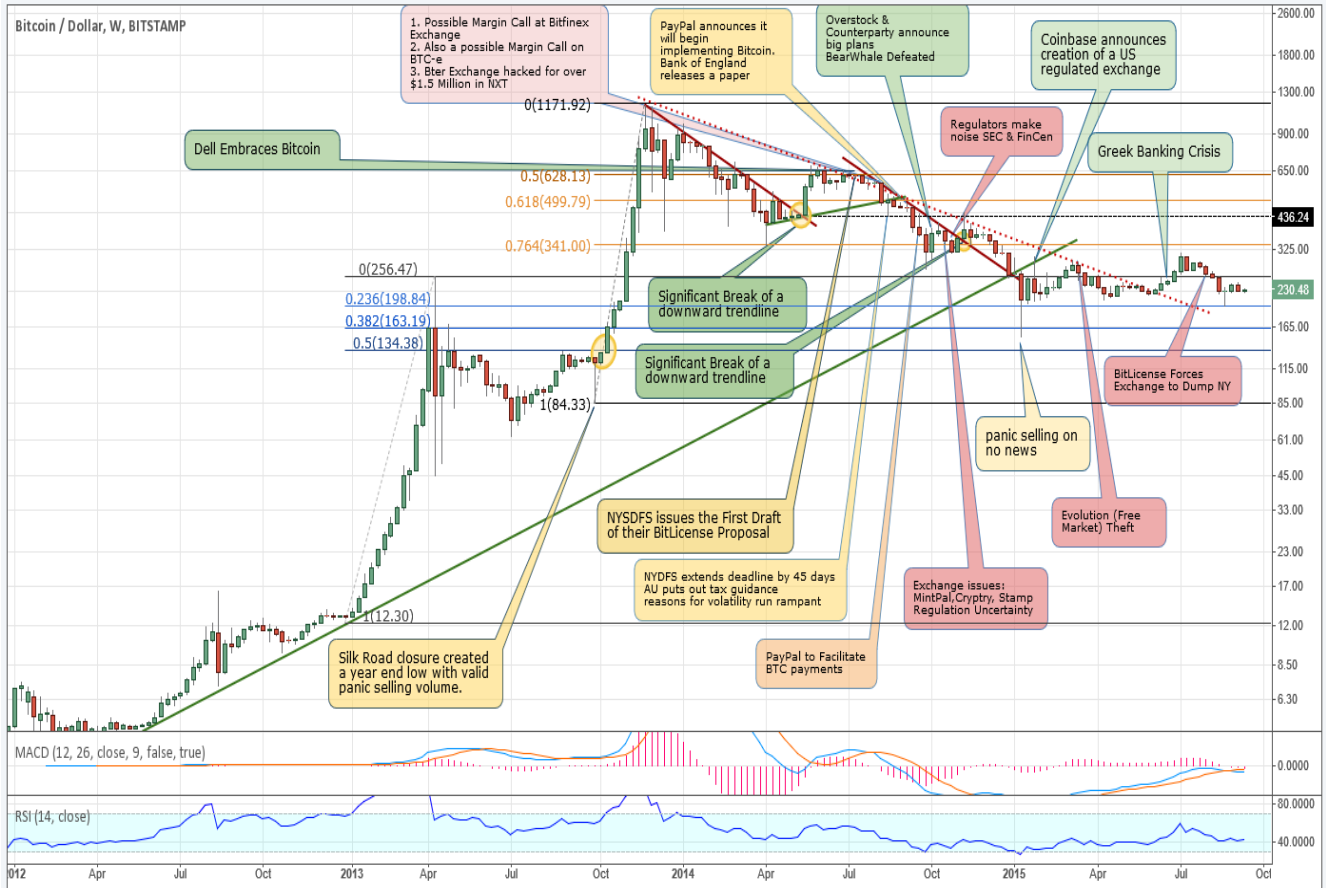 Bitcoin / Dollar, W, BITSTAMP
1. Possible Margin Call at Bitfinex
Exchange
2. Also a possible Margin Call on
BTC-e
3. Bter Exchange hacked for over
$1.5 Million in NXT
PayPal announces it
will begin
implementing Bitcoin.
Bank of England
releases a paper
Overstock &
Counterparty announce
big plans
BearWhale Defeated
Coinbase announces
creation of a US
regulated exchange
Regulators make
noise SEC & FinCen
Greek Banking Crisis
Dell Embraces Bitcoin
0(1171.92)
0.5(628.13)
0.618(499.79)
0.764(341.00)
0(256.47)
0.236(198.84)
0.382(163.19)
0.5(134.38)
1(84.33)
1(12.30)
Significant Break of a
downward trendline
Significant Break of a
downward trendline
BitLicense Forces
Exchange to Dump NY
panic selling on
no news
NYSDFS issues the First Draft
of their BitLicense Proposal
Evolution (Free
Market) Theft
NYDFS extends deadline by 45 days
AU puts out tax guidance
reasons for volatility run rampant
Exchange issues:
MintPal,Cryptry, Stamp
Regulation Uncertainty
Silk Road closure created
a year end low with valid
panic selling volume.
PayPal to Facilitate
BTC payments
2600.00
1800.00
1300.00
900.00
650.00
436.24
325.00
230.48
165.00
115.00
85.00
61.00
45.00
33.00
23.00
17.00
12.00
8.50
6.30
MACD (12, 26, close, 9, false, true)
0.0000
RSI (14, close)
80.0000
40.0000
2012 Apr Jul Oct 2013 Apr Jul Oct 2014 Apr Jul Oct 2015 Apr Jul Oct